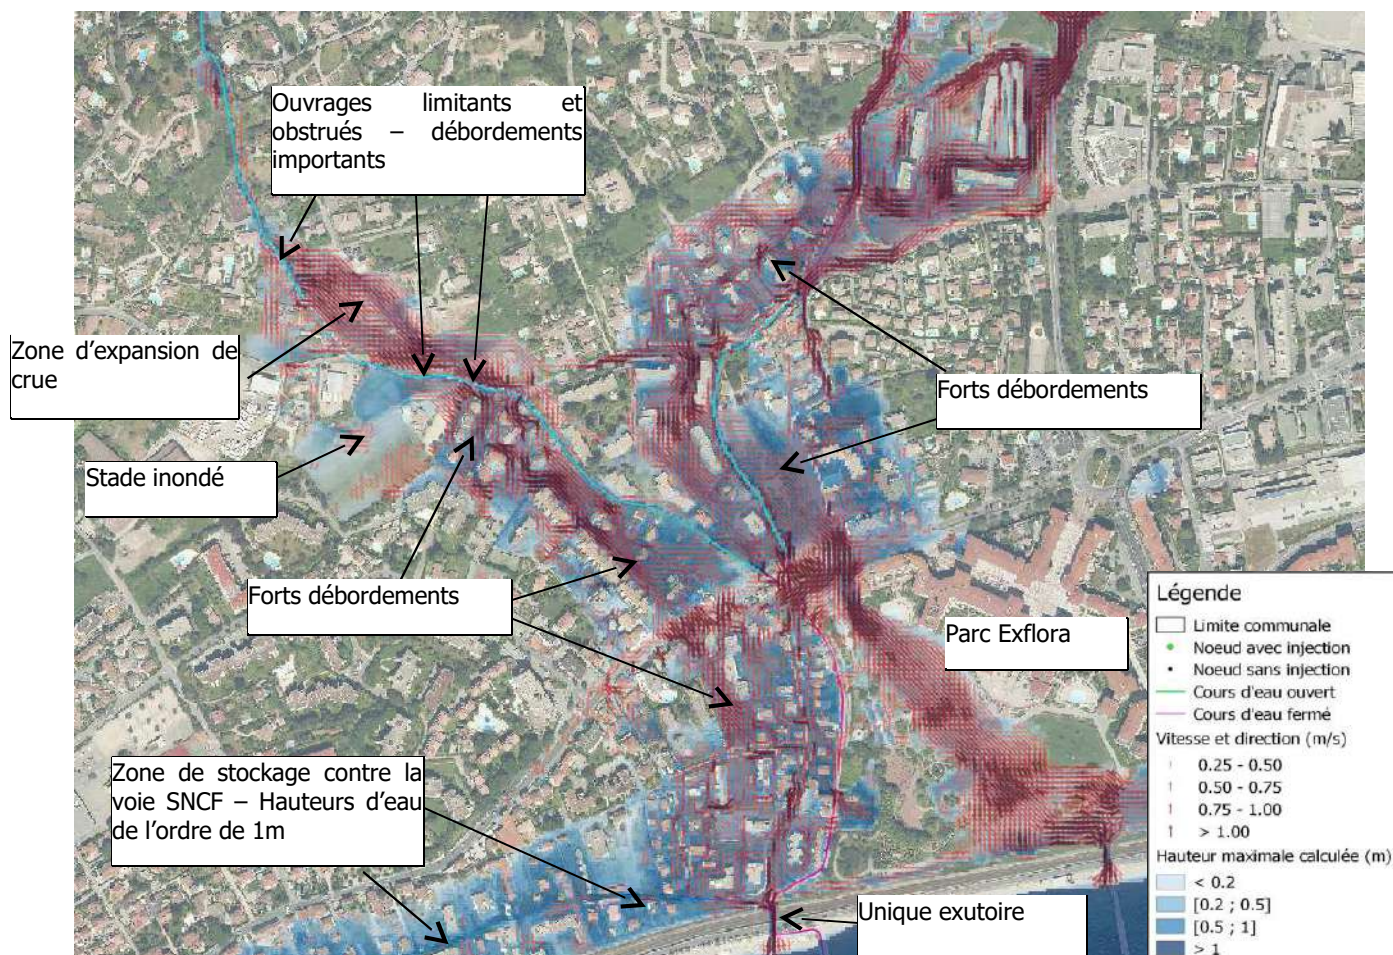 Ouvrages limitants et
obstrués – débordements
importants
Zone d'expansion de
crue
Forts débordements
Stade inondé
Forts débordements
Parc Exflora
Zone de stockage contre la
voie SNCF – Hauteurs d'eau
de l'ordre de 1m
Unique exutoire
Légende
Limite communale
Noeud avec injection
Noeud sans injection
Cours d'eau ouvert
Cours d'eau fermé
Vitesse et direction (m/s)
0.25 - 0.50
0.50 - 0.75
0.75 - 1.00
> 1.00
Hauteur maximale calculée (m)
< 0.2
[0.2 ; 0.5]
[0.5 ; 1]
> 1